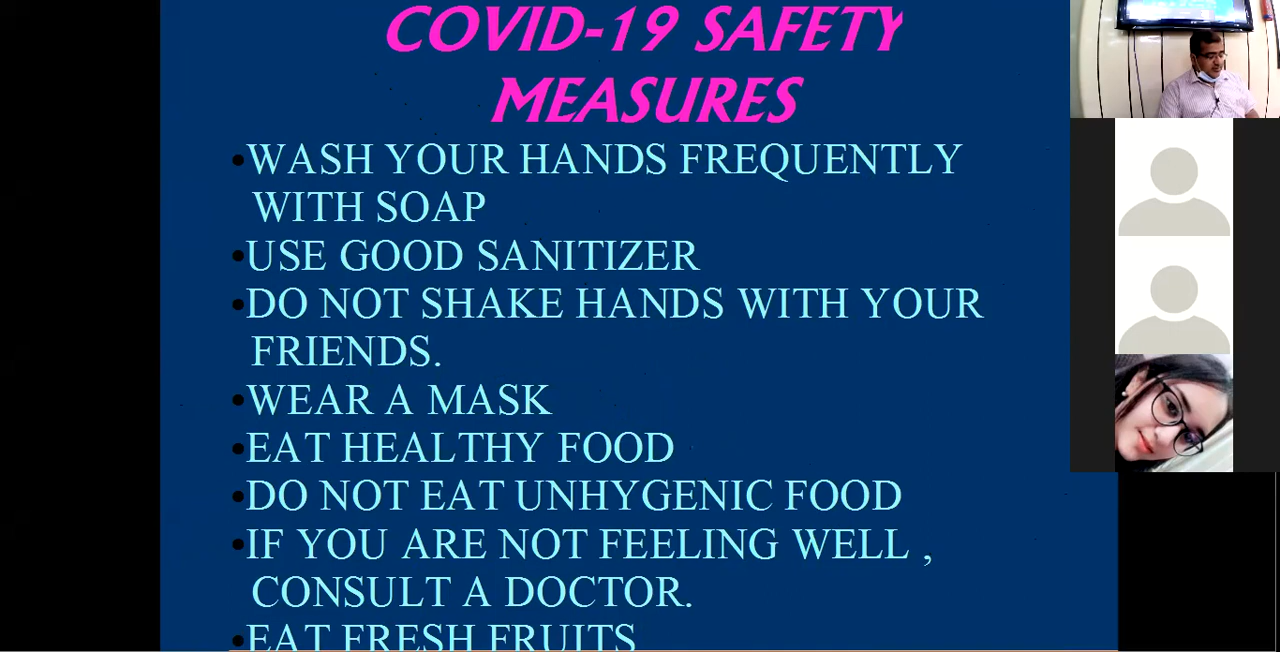 COVID-19 SAFETY
MEASURES
•WASH YOUR HANDS FREQUENTLY
WITH SOAP
•USE GOOD SANITIZER
•DO NOT SHAKE HANDS WITH YOUR
FRIENDS.
•WEAR A MASK
•EAT HEALTHY FOOD
•DO NOT EAT UNHYGENIC FOOD
•IF YOU ARE NOT FEELING WELL ,
CONSULT A DOCTOR.
•EAT FRESH FRUITS